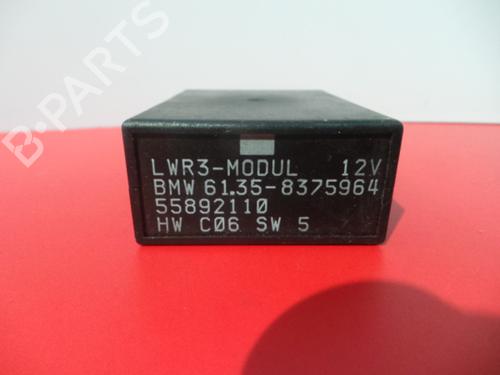 B-PARTS
LWR3-MODUL 12V
BMW 61.35-8375964
55892110
HW C06 SW 5